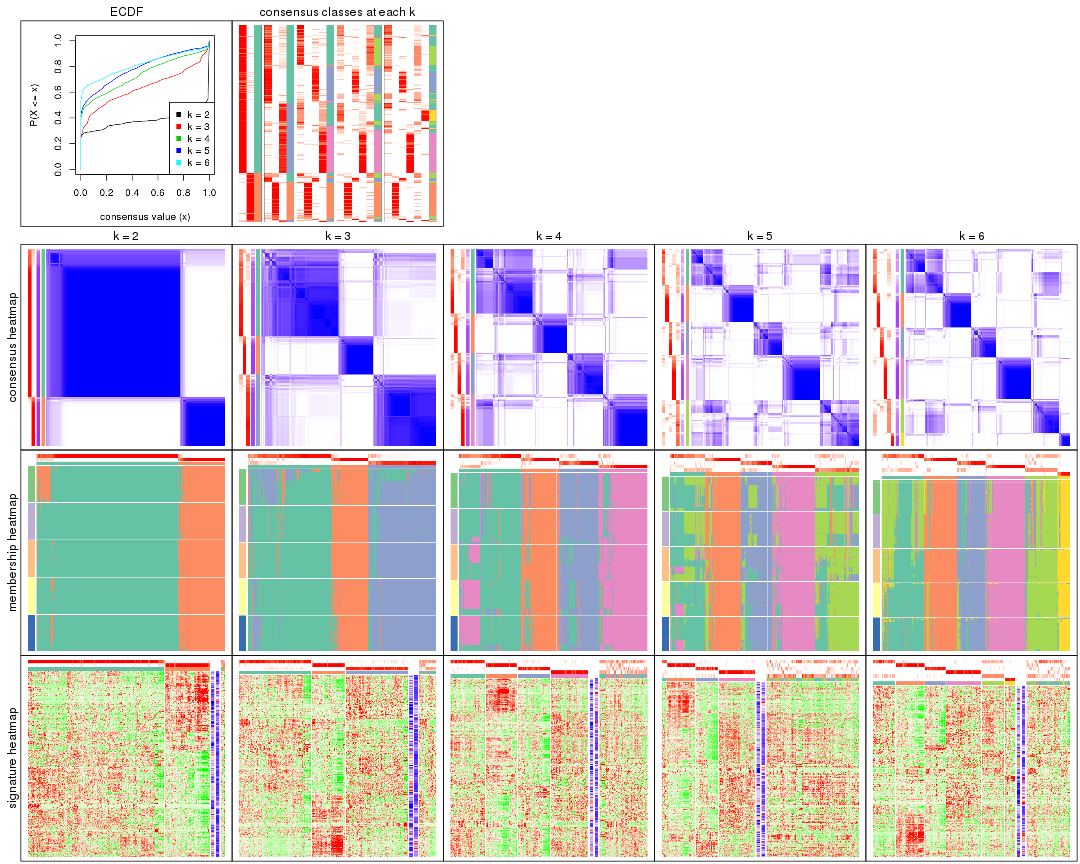 ECDF
consensus classes at each k
P(X <= x)
0.0 0.2 0.4 0.6 0.8 1.0
k = 2
k = 3
k = 4
k = 5
k = 6
0.0 0.2 0.4 0.6 0.8 1.0
consensus value (x)
k = 2
k = 3
k = 4
k = 5
k = 6
consensus heatmap
membership heatmap
signature heatmap